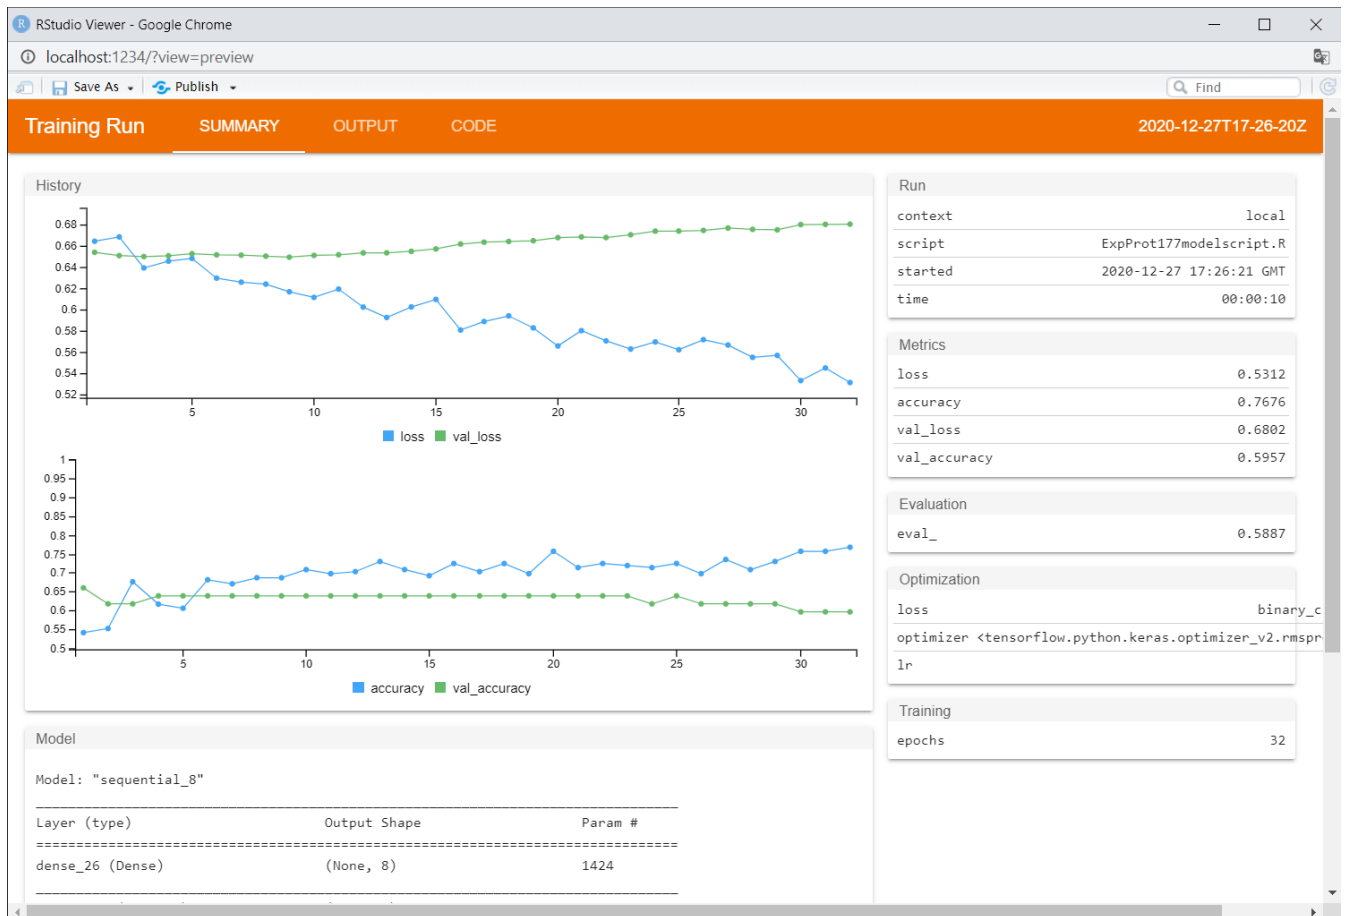 RStudio Viewer - Google Chrome
localhost:1234/?view=preview
Save As Publish Find
Training Run SUMMARY OUTPUT CODE 2020-12-27T17-26-20Z
History
0.68
0.66
0.64
0.62
0.6
0.58
0.56
0.54
0.52
5 10 15 20 25 30
loss val_loss
1
0.95
0.9
0.85
0.8
0.75
0.7
0.65
0.6
0.55
0.5
5 10 15 20 25 30
accuracy val_accuracy
Model
Model: "sequential_8"
Layer (type) Output Shape Param #
================================================================================
dense_26 (Dense) (None, 8) 1424
Run
context local
script ExpProt177modelscript.R
started 2020-12-27 17:26:21 GMT
time 00:00:10
Metrics
loss 0.5312
accuracy 0.7676
val_loss 0.6802
val_accuracy 0.5957
Evaluation
eval_ 0.5887
Optimization
loss binary_c
optimizer <tensorflow.python.keras.optimizer_v2.rmspr
lr
Training
epochs 32